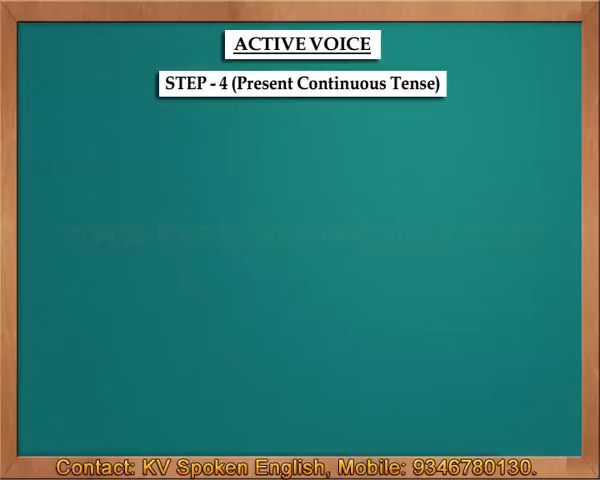 ACTIVE VOICE
STEP - 4 (Present Continuous Tense)
Contact: KV Spoken English, Mobile: 9346780130.